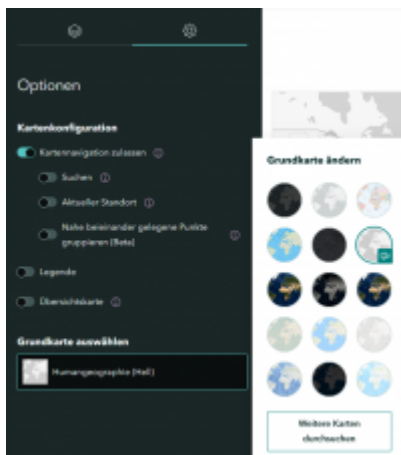 Optionen
Kartenkonfiguration
Kartennavigation zulassen
Suchen
Aktueller Standort
Nahe beieinander gelegene Punkte
gruppieren (Beta)
Legende
Übersichtskarte
Grundkarte auswählen
Humangeographie (Hell)
Grundkarte ändern
Weitere Karten
durchsuchen